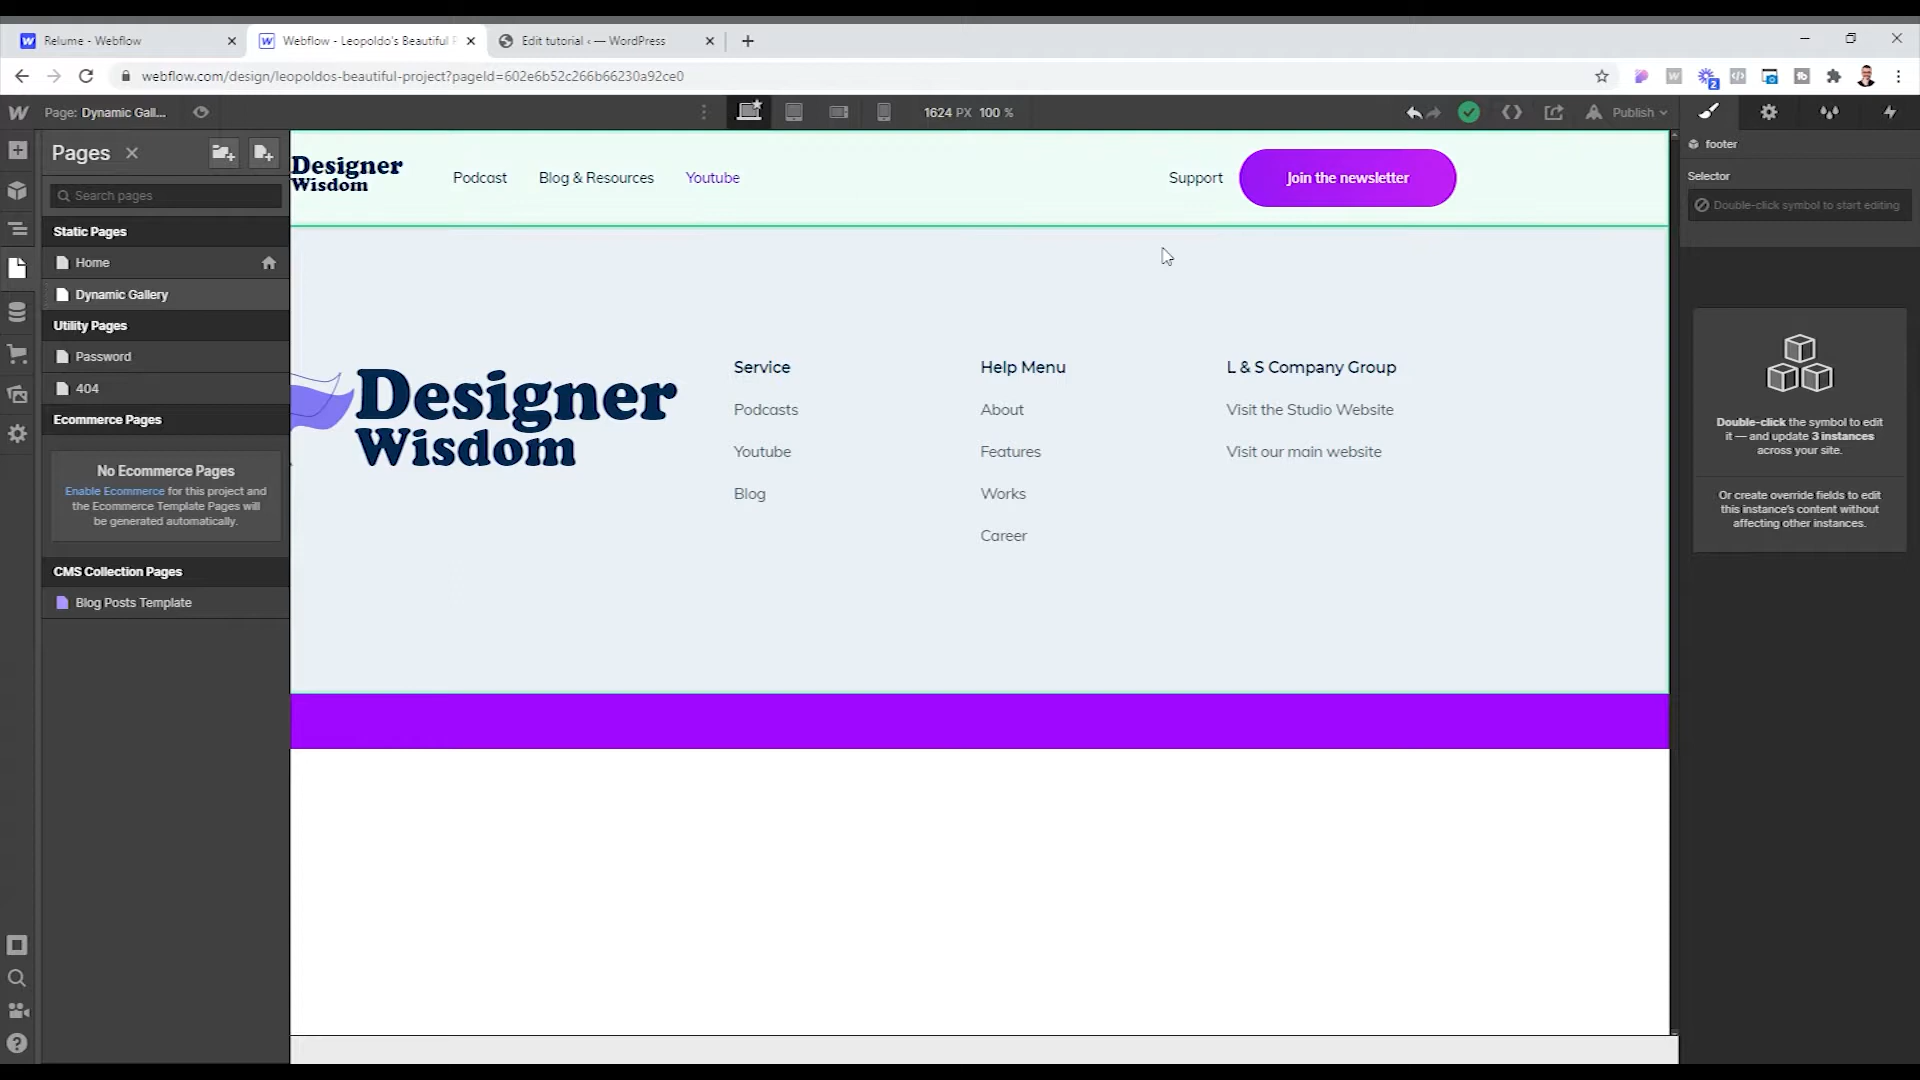 Relume - Webflow
Webflow - Leopoldo's Beautiful P
Edit tutorial ‹ — WordPress
webflow.com/design/leopoldos-beautiful-project?pageId=602e6b52c266b66230a92ce0
2
Page: Dynamic Gall...
1624 PX 100 %
Publish
Pages
Search pages
Static Pages
Home
Dynamic Gallery
Utility Pages
Password
404
Ecommerce Pages
No Ecommerce Pages
Enable Ecommerce for this project and
the Ecommerce Template Pages will
be generated automatically.
CMS Collection Pages
Blog Posts Template
Designer
Wisdom
Podcast
Blog & Resources
Youtube
Support
Join the newsletter
Designer
Wisdom
Service
Podcasts
Youtube
Blog
Help Menu
About
Features
Works
Career
L & S Company Group
Visit the Studio Website
Visit our main website
footer
Selector
Double-click symbol to start editing
Double-click the symbol to edit
it — and update 3 instances
across your site.
Or create override fields to edit
this instance's content without
affecting other instances.